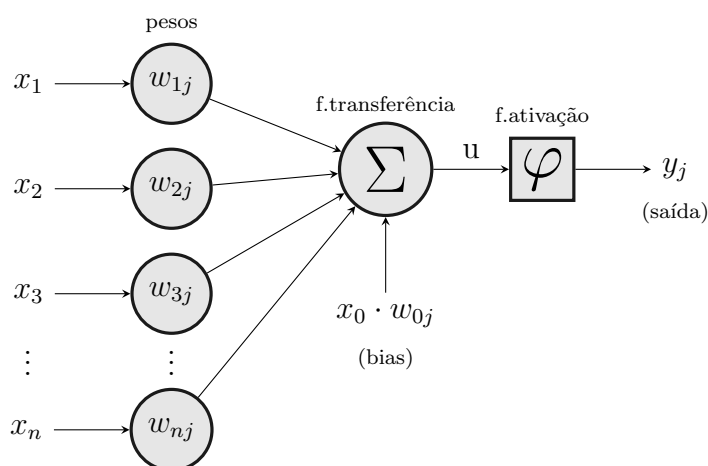 pesos
x₁
w₁ⱼ
f.transferência
f.ativação
x₂
w₂ⱼ
∑
u
φ
yⱼ
(saída)
x₃
w₃ⱼ
x₀ · w₀ⱼ
(bias)
⋮ ⋮
xₙ
wₙⱼ